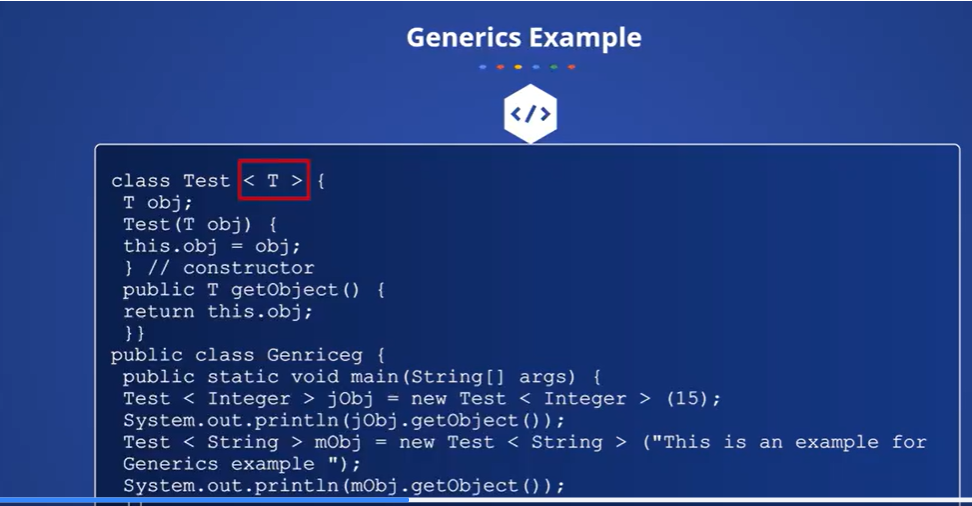 Generics Example
</>
class Test < T > {
T obj;
Test(T obj) {
this.obj = obj;
} // constructor
public T getObject() {
return this.obj;
}}
public class Genriceg {
public static void main(String[] args) {
Test < Integer > jObj = new Test < Integer > (15);
System.out.println(jObj.getObject());
Test < String > mObj = new Test < String > ("This is an example for
Generics example ");
System.out.println(mObj.getObject());